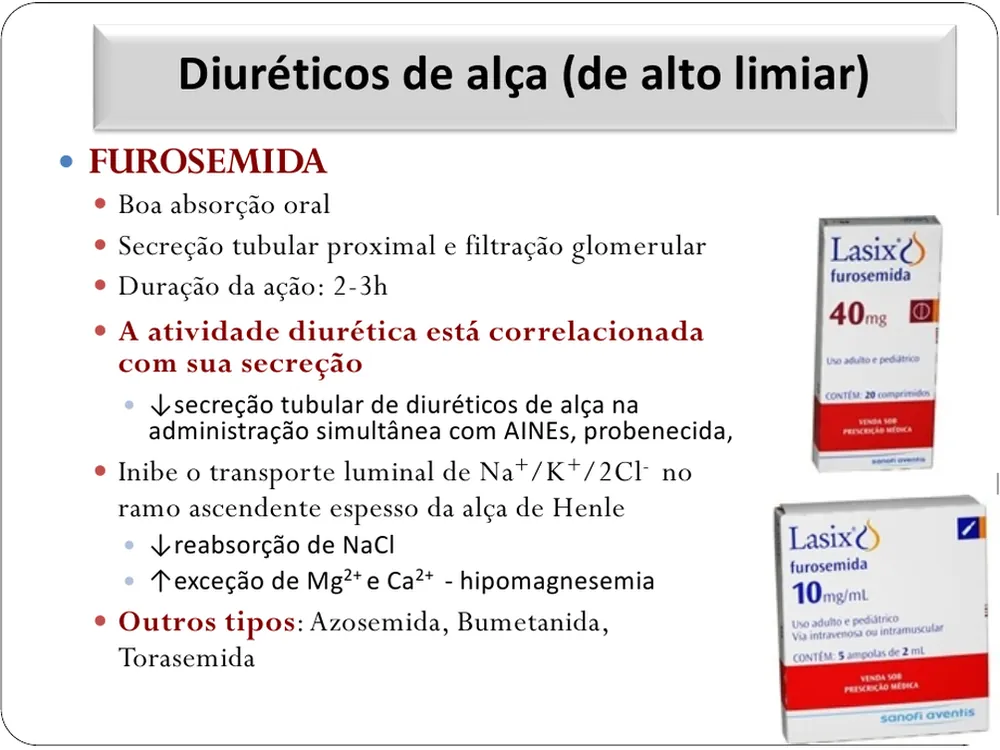 Diuréticos de alça (de alto limiar)
• FUROSEMIDA
• Boa absorção oral
• Secreção tubular proximal e filtração glomerular
• Duração da ação: 2-3h
• A atividade diurética está correlacionada
com sua secreção
• ↓secreção tubular de diuréticos de alça na
administração simultânea com AINEs, probenecida,
• Inibe o transporte luminal de Na⁺/K⁺/2Cl⁻ no
ramo ascendente espesso da alça de Henle
• ↓reabsorção de NaCl
• ↑exceção de Mg²⁺ e Ca²⁺ - hipomagnesemia
• Outros tipos: Azosemida, Bumetanida,
Torasemida
Lasix®
furosemida
40mg
Uso adulto e pediátrico
CONTÉM: 20 comprimidos
VENDA SOB
PRESCRIÇÃO MÉDICA
sanofi aventis
Lasix®
furosemida
10mg/mL
Uso adulto e pediátrico
Via intravenosa ou intramuscular
CONTÉM: 5 ampolas de 2 mL
VENDA SOB
PRESCRIÇÃO MÉDICA
sanofi aventis